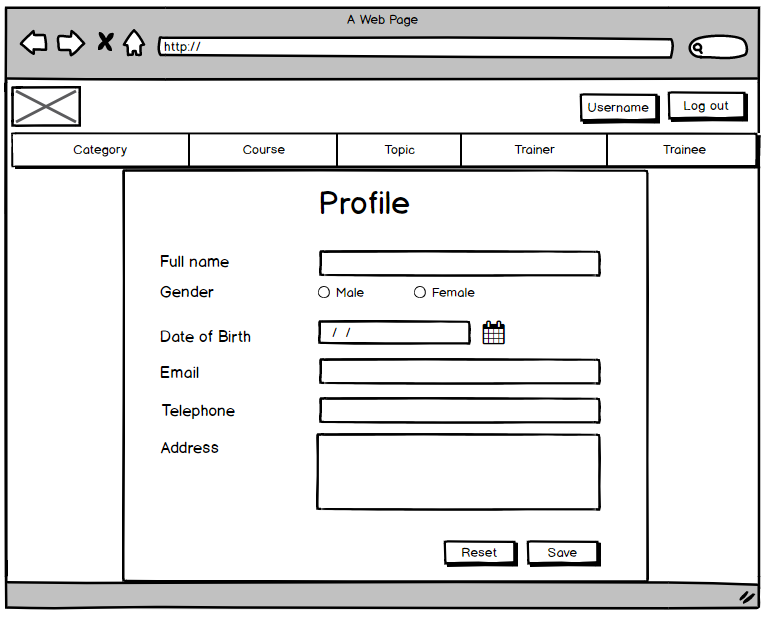 A Web Page
http://
Username
Log out
Category Course Topic Trainer Trainee
Profile
Full name
Gender Male Female
Date of Birth / /
Email
Telephone
Address
Reset Save